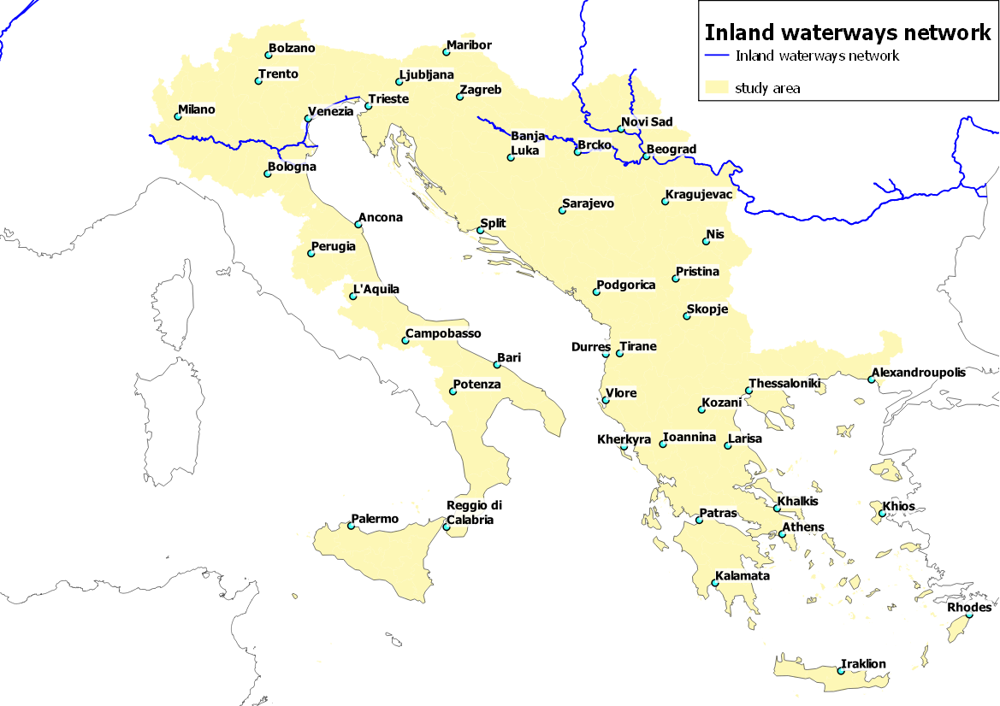 Inland waterways network
Inland waterways network
study area
Bolzano
Maribor
Trento
Ljubljana
Zagreb
Trieste
Milano
Venezia
Novi Sad
Banja
Luka
Brcko
Beograd
Bologna
Kragujevac
Sarajevo
Ancona
Split
Nis
Perugia
Pristina
L'Aquila
Podgorica
Skopje
Campobasso
Durres
Tirane
Bari
Alexandroupolis
Potenza
Thessaloniki
Vlore
Kozani
Kherkyra
Ioannina
Larisa
Reggio di
Calabria
Khalkis
Khios
Palermo
Patras
Athens
Kalamata
Rhodes
Iraklion